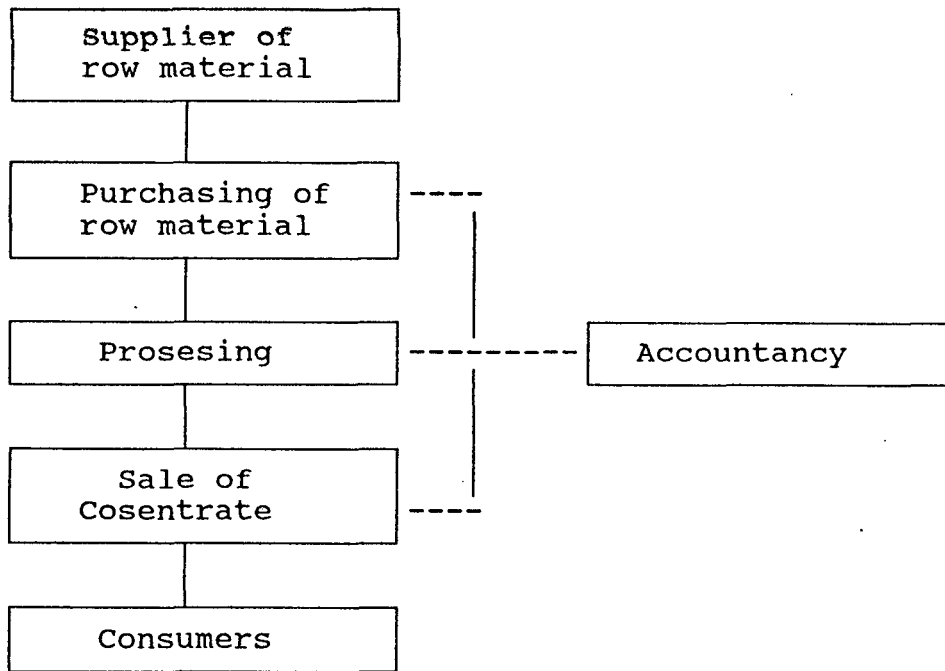 Supplier of
row material
Purchasing of
row material
Prosesing
Accountancy
Sale of
Cosentrate
Consumers